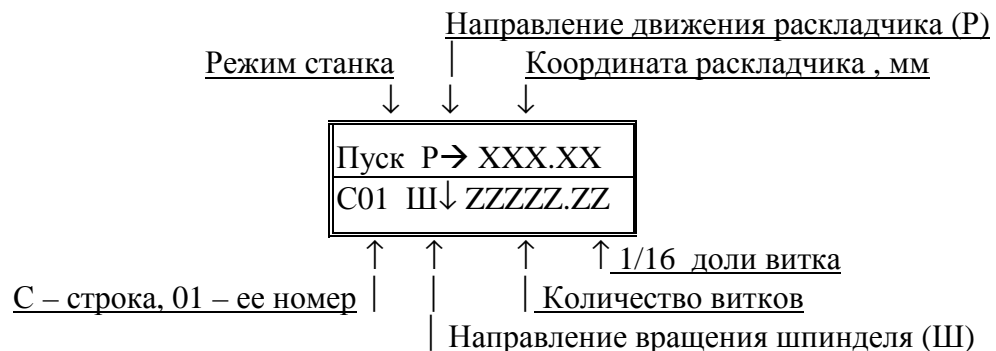 Направление движения раскладчика (Р)
Режим станка
Координата раскладчика , мм
Пуск Р→ XXX.XX
С01 Ш↓ ZZZZZ.ZZ
1/16 доли витка
С – строка, 01 – ее номер
Количество витков
Направление вращения шпинделя (Ш)